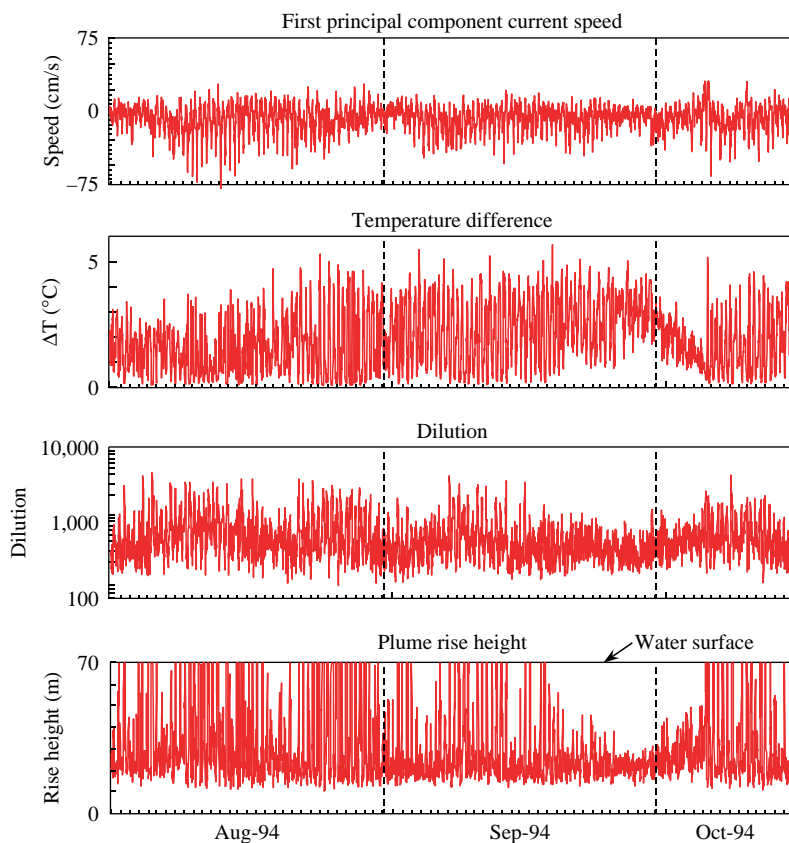 First principal component current speed
75
0
−75
Speed (cm/s)
Temperature difference
5
0
ΔT (°C)
Dilution
10,000
1,000
100
Dilution
Plume rise height
Water surface
70
0
Rise height (m)
Aug-94
Sep-94
Oct-94